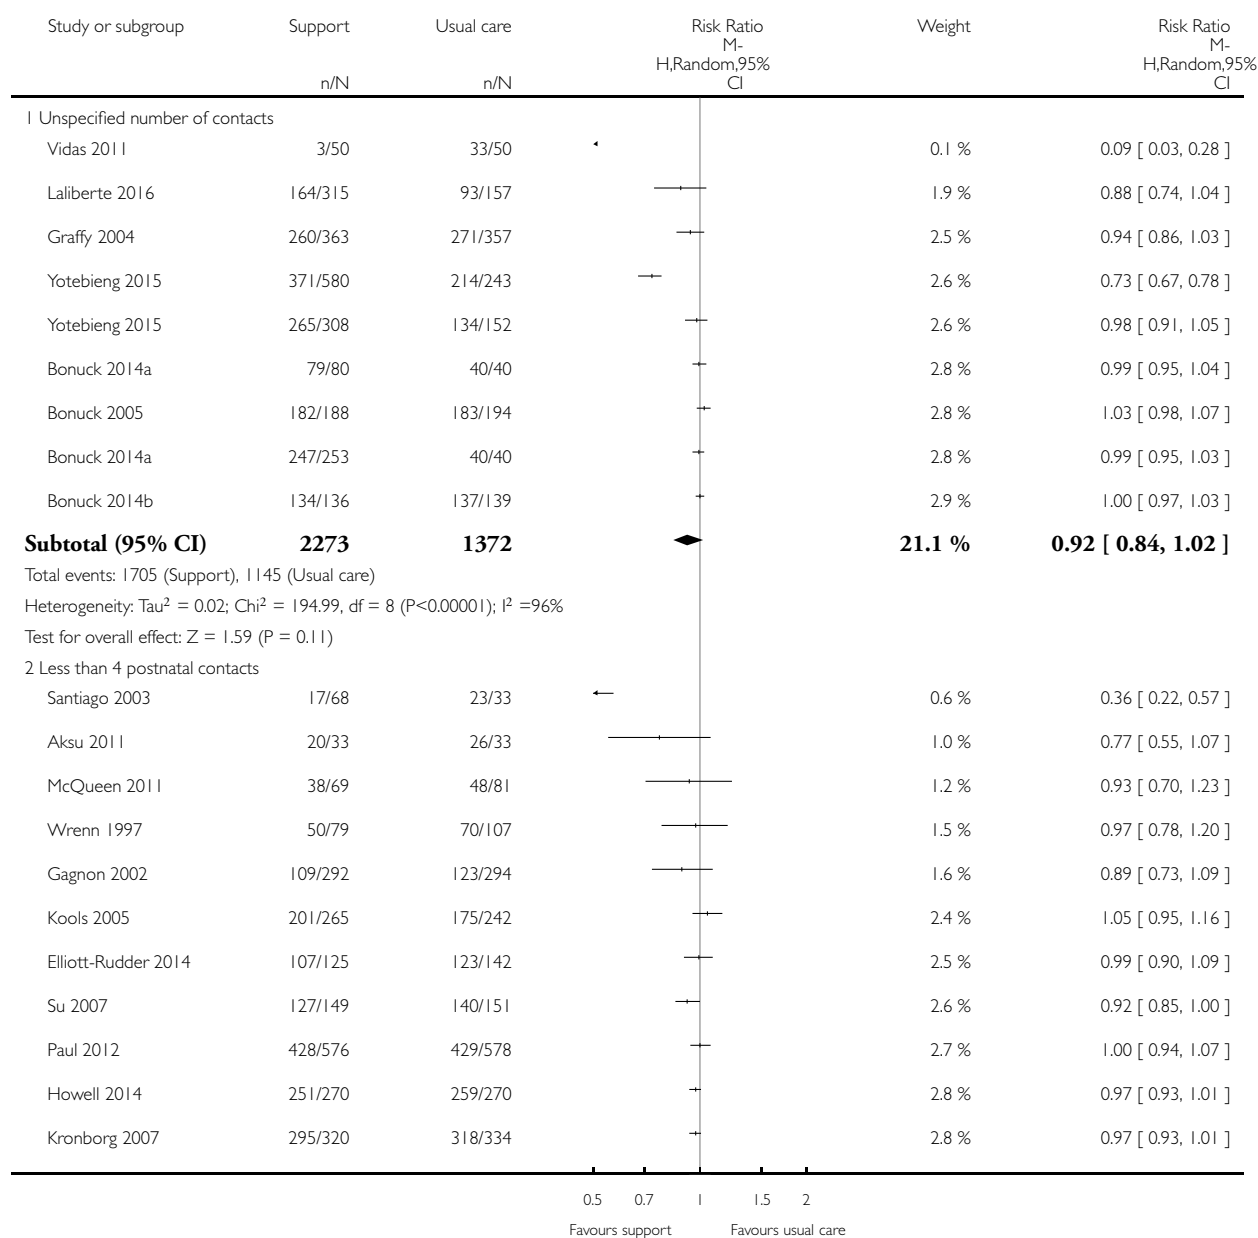 Study or subgroup Support Usual care Risk Ratio Weight Risk Ratio
M- M-
H,Random,95% H,Random,95%
n/N n/N CI CI
1 Unspecified number of contacts
Vidas 2011 3/50 33/50 0.1 % 0.09 [ 0.03, 0.28 ]
Laliberte 2016 164/315 93/157 1.9 % 0.88 [ 0.74, 1.04 ]
Graffy 2004 260/363 271/357 2.5 % 0.94 [ 0.86, 1.03 ]
Yotebieng 2015 371/580 214/243 2.6 % 0.73 [ 0.67, 0.78 ]
Yotebieng 2015 265/308 134/152 2.6 % 0.98 [ 0.91, 1.05 ]
Bonuck 2014a 79/80 40/40 2.8 % 0.99 [ 0.95, 1.04 ]
Bonuck 2005 182/188 183/194 2.8 % 1.03 [ 0.98, 1.07 ]
Bonuck 2014a 247/253 40/40 2.8 % 0.99 [ 0.95, 1.03 ]
Bonuck 2014b 134/136 137/139 2.9 % 1.00 [ 0.97, 1.03 ]
Subtotal (95% CI) 2273 1372 21.1 % 0.92 [ 0.84, 1.02 ]
Total events: 1705 (Support), 1145 (Usual care)
Heterogeneity: Tau² = 0.02; Chi² = 194.99, df = 8 (P<0.00001); I² =96%
Test for overall effect: Z = 1.59 (P = 0.11)
2 Less than 4 postnatal contacts
Santiago 2003 17/68 23/33 0.6 % 0.36 [ 0.22, 0.57 ]
Aksu 2011 20/33 26/33 1.0 % 0.77 [ 0.55, 1.07 ]
McQueen 2011 38/69 48/81 1.2 % 0.93 [ 0.70, 1.23 ]
Wrenn 1997 50/79 70/107 1.5 % 0.97 [ 0.78, 1.20 ]
Gagnon 2002 109/292 123/294 1.6 % 0.89 [ 0.73, 1.09 ]
Kools 2005 201/265 175/242 2.4 % 1.05 [ 0.95, 1.16 ]
Elliott-Rudder 2014 107/125 123/142 2.5 % 0.99 [ 0.90, 1.09 ]
Su 2007 127/149 140/151 2.6 % 0.92 [ 0.85, 1.00 ]
Paul 2012 428/576 429/578 2.7 % 1.00 [ 0.94, 1.07 ]
Howell 2014 251/270 259/270 2.8 % 0.97 [ 0.93, 1.01 ]
Kronborg 2007 295/320 318/334 2.8 % 0.97 [ 0.93, 1.01 ]
0.5 0.7 1 1.5 2
Favours support Favours usual care